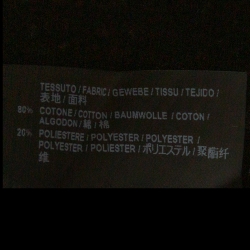 TESSUTO / FABRIC / GEWEBE / TISSU / TEJIDO /
表地 / 面料
80% COTONE / COTTON / BAUMWOLLE / COTON /
ALGODON / 綿 / 棉
20% POLIESTERE / POLYESTER / POLYESTER /
POLYESTER / POLIESTER / ポリエステル / 聚酯纤
维